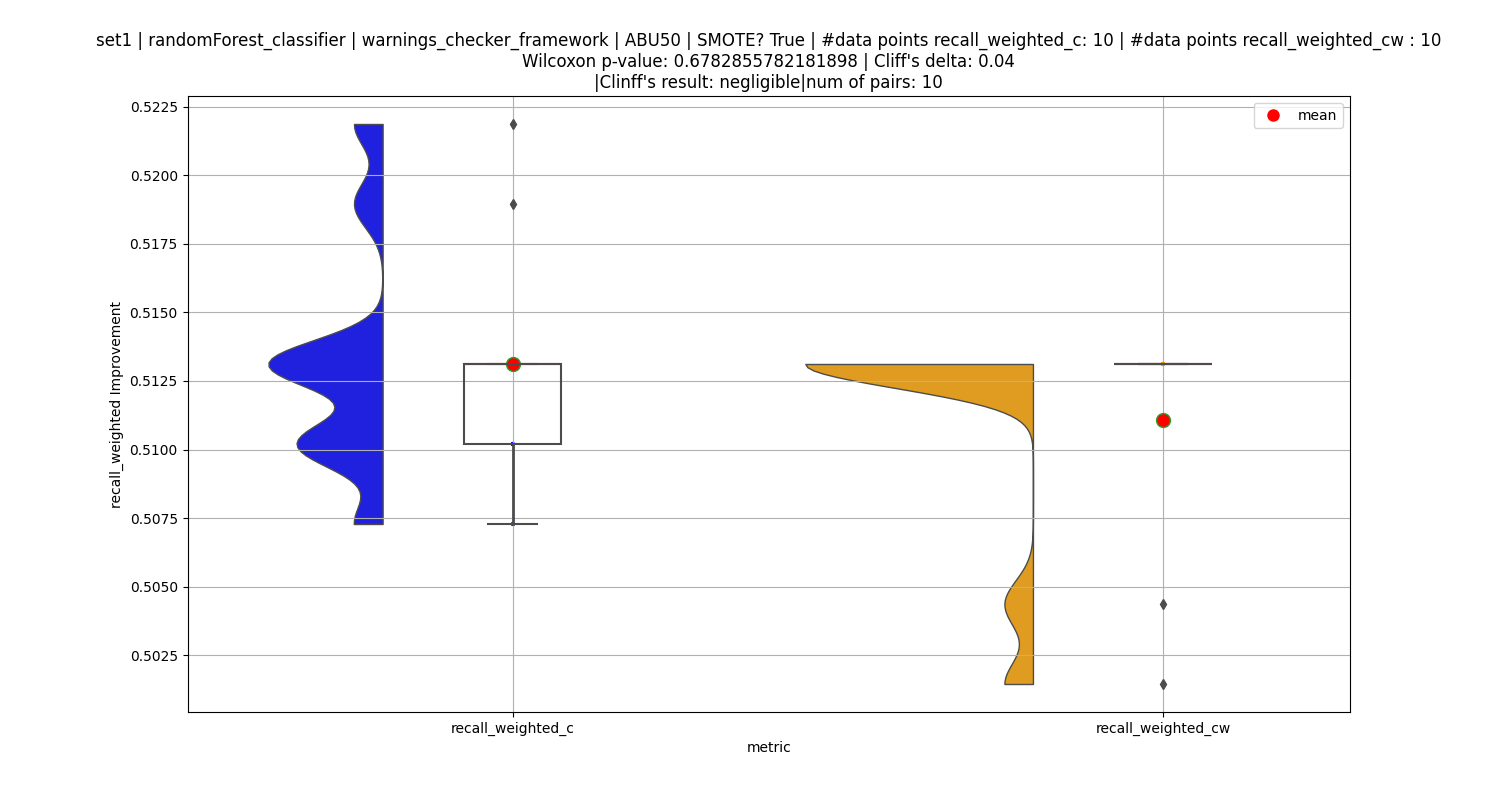 set1 | randomForest_classifier | warnings_checker_framework | ABU50 | SMOTE? True | #data points recall_weighted_c: 10 | #data points recall_weighted_cw : 10
Wilcoxon p-value: 0.6782855782181898 | Cliff's delta: 0.04
|Clinff's result: negligible|num of pairs: 10
mean
0.5225
0.5200
0.5175
0.5150
0.5125
0.5100
0.5075
0.5050
0.5025
recall_weighted Improvement
recall_weighted_c
recall_weighted_cw
metric